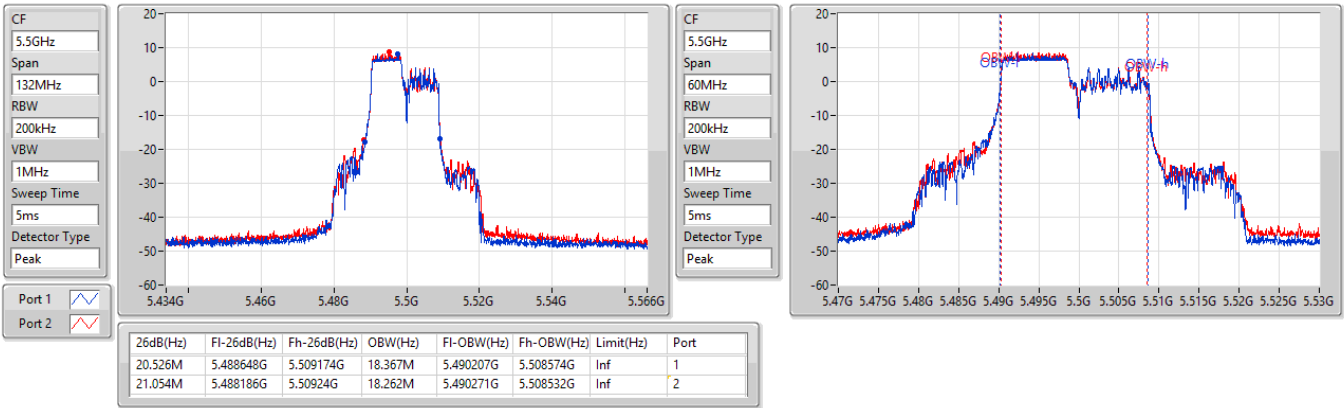 CF
5.5GHz
Span
132MHz
RBW
200kHz
VBW
1MHz
Sweep Time
5ms
Detector Type
Peak
Port 1
Port 2
20-
10-
0-
-10-
-20-
-30-
-40-
-50-
-60-
5.434G 5.46G 5.48G 5.5G 5.52G 5.54G 5.566G
CF
5.5GHz
Span
60MHz
RBW
200kHz
VBW
1MHz
Sweep Time
5ms
Detector Type
Peak
20-
10-
0-
-10-
-20-
-30-
-40-
-50-
-60-
OBW-l OBW-h
5.47G 5.475G 5.48G 5.485G 5.49G 5.495G 5.5G 5.505G 5.51G 5.515G 5.52G 5.525G 5.53G
26dB(Hz) Fl-26dB(Hz) Fh-26dB(Hz) OBW(Hz) Fl-OBW(Hz) Fh-OBW(Hz) Limit(Hz) Port
20.526M 5.488648G 5.509174G 18.367M 5.490207G 5.508574G Inf 1
21.054M 5.488186G 5.50924G 18.262M 5.490271G 5.508532G Inf 2